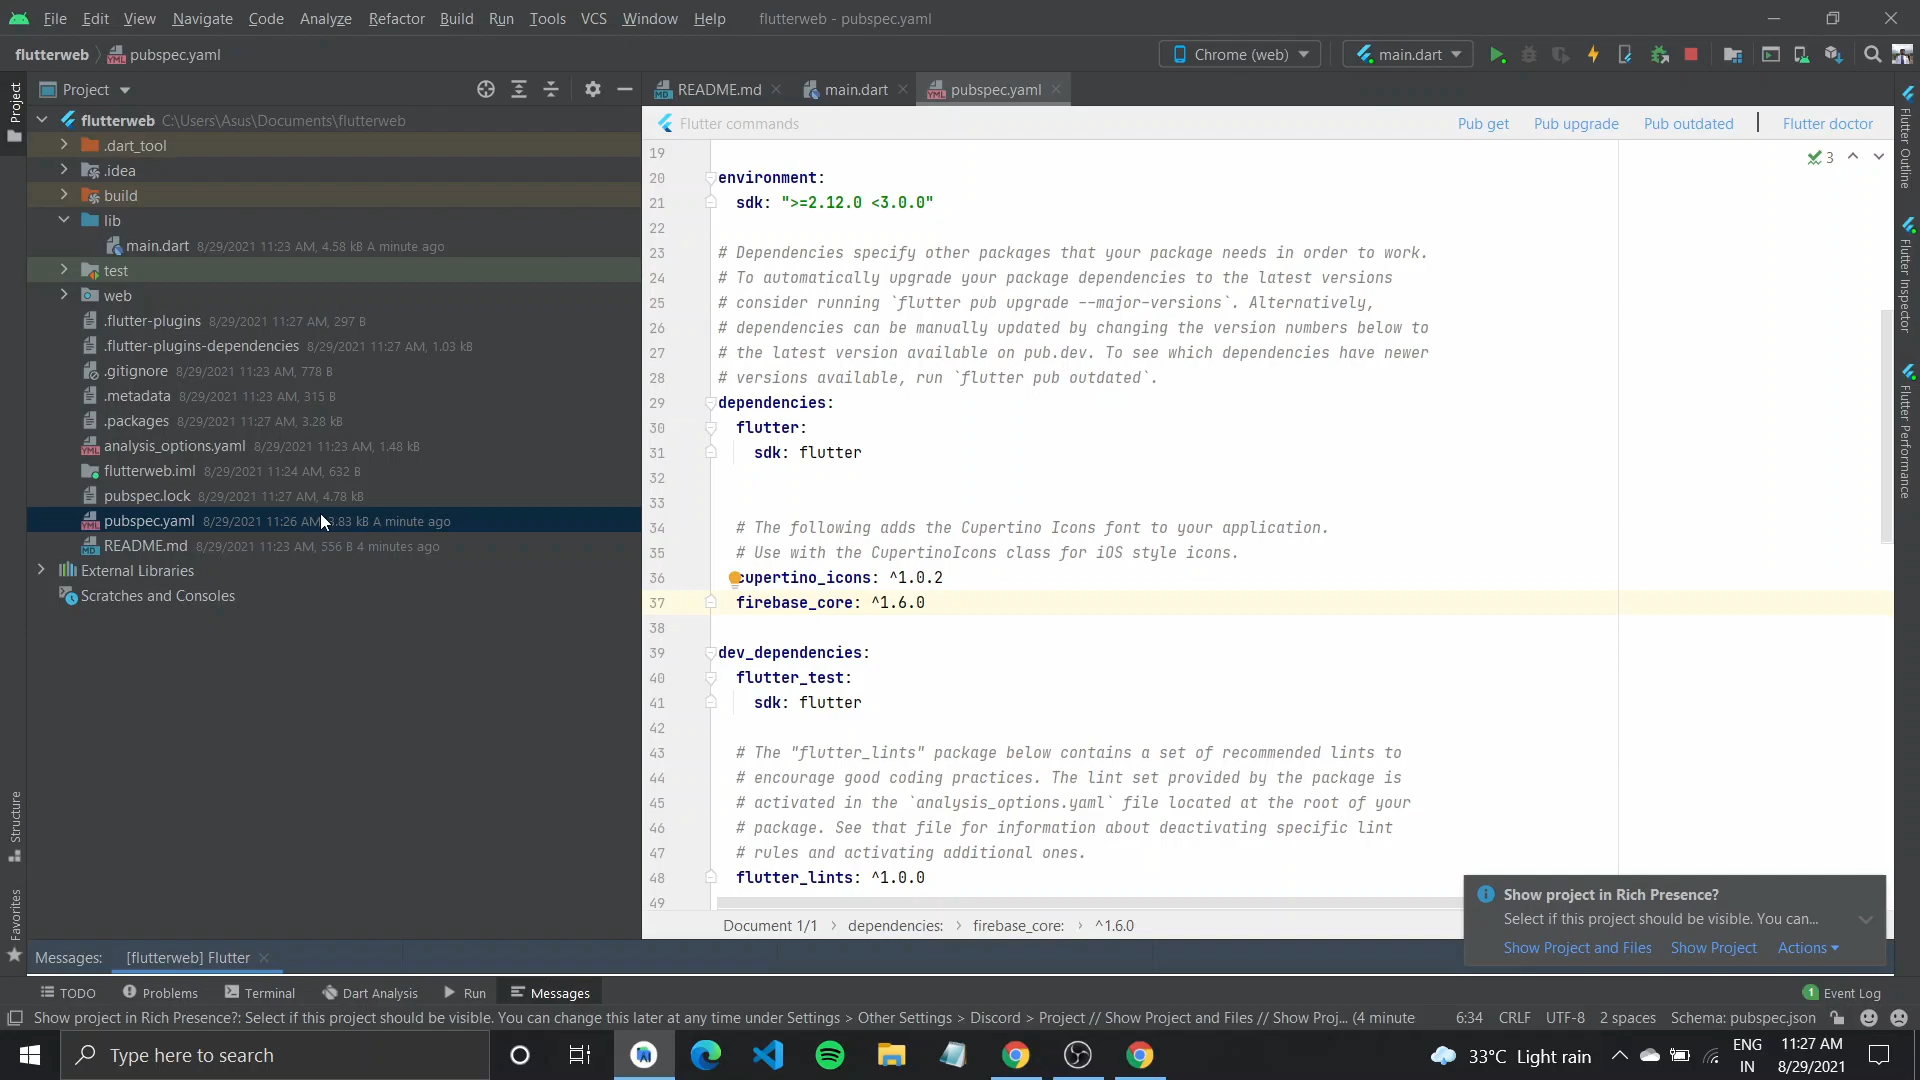 File Edit View Navigate Code Analyze Refactor Build Run Tools VCS Window Help flutterweb - pubspec.yaml
flutterweb pubspec.yaml Chrome (web) main.dart
Project README.md main.dart pubspec.yaml
Project
flutterweb C:\Users\Asus\Documents\flutterweb
.dart_tool
.idea
build
lib
main.dart 8/29/2021 11:23 AM, 4.58 kB A minute ago
test
web
.flutter-plugins 8/29/2021 11:27 AM, 297 B
.flutter-plugins-dependencies 8/29/2021 11:27 AM, 1.03 kB
.gitignore 8/29/2021 11:23 AM, 778 B
.metadata 8/29/2021 11:23 AM, 315 B
.packages 8/29/2021 11:27 AM, 3.28 kB
analysis_options.yaml 8/29/2021 11:23 AM, 1.48 kB
flutterweb.iml 8/29/2021 11:24 AM, 632 B
pubspec.lock 8/29/2021 11:27 AM, 4.78 kB
pubspec.yaml 8/29/2021 11:26 AM, 3.83 kB A minute ago
README.md 8/29/2021 11:23 AM, 556 B 4 minutes ago
External Libraries
Scratches and Consoles
Structure
Favorites
Flutter commands Pub get Pub upgrade Pub outdated Flutter doctor
3
19
20 environment:
21 sdk: ">=2.12.0 <3.0.0"
22
23 # Dependencies specify other packages that your package needs in order to work.
24 # To automatically upgrade your package dependencies to the latest versions
25 # consider running `flutter pub upgrade --major-versions`. Alternatively,
26 # dependencies can be manually updated by changing the version numbers below to
27 # the latest version available on pub.dev. To see which dependencies have newer
28 # versions available, run `flutter pub outdated`.
29 dependencies:
30 flutter:
31 sdk: flutter
32
33
34 # The following adds the Cupertino Icons font to your application.
35 # Use with the CupertinoIcons class for iOS style icons.
36 cupertino_icons: ^1.0.2
37 firebase_core: ^1.6.0
38
39 dev_dependencies:
40 flutter_test:
41 sdk: flutter
42
43 # The "flutter_lints" package below contains a set of recommended lints to
44 # encourage good coding practices. The lint set provided by the package is
45 # activated in the `analysis_options.yaml` file located at the root of your
46 # package. See that file for information about deactivating specific lint
47 # rules and activating additional ones.
48 flutter_lints: ^1.0.0
49
Document 1/1 › dependencies: › firebase_core: › ^1.6.0
Flutter Outline
Flutter Inspector
Flutter Performance
Show project in Rich Presence?
Select if this project should be visible. You can...
Show Project and Files Show Project Actions
Messages: [flutterweb] Flutter
TODO Problems Terminal Dart Analysis Run Messages 1 Event Log
Show project in Rich Presence?: Select if this project should be visible. You can change this later at any time under Settings > Other Settings > Discord > Project // Show Project and Files // Show Proj... (4 minute 6:34 CRLF UTF-8 2 spaces Schema: pubspec.json
Type here to search 33°C Light rain ENG IN 11:27 AM 8/29/2021